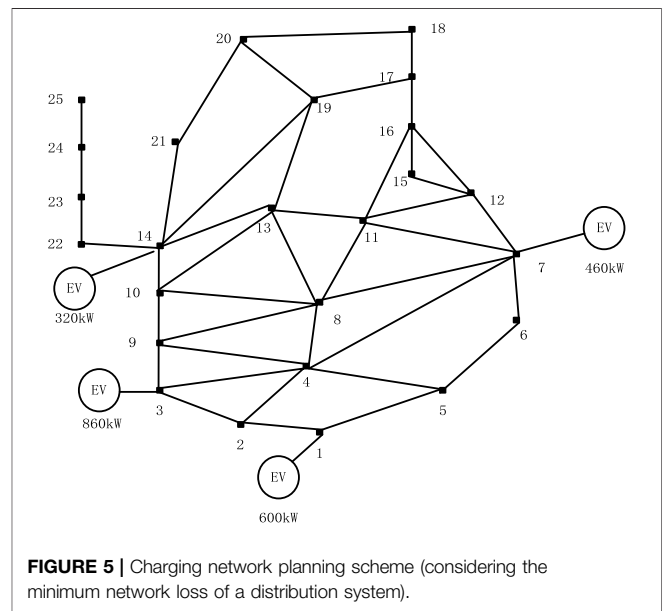 20
18
17
25
19
16
24
21
15
12
23
13
11
14
22
EV
7
EV
460kW
10
320kW
8
9
6
4
EV
3
5
860kW
2
1
EV
600kW
FIGURE 5 | Charging network planning scheme (considering the
minimum network loss of a distribution system).